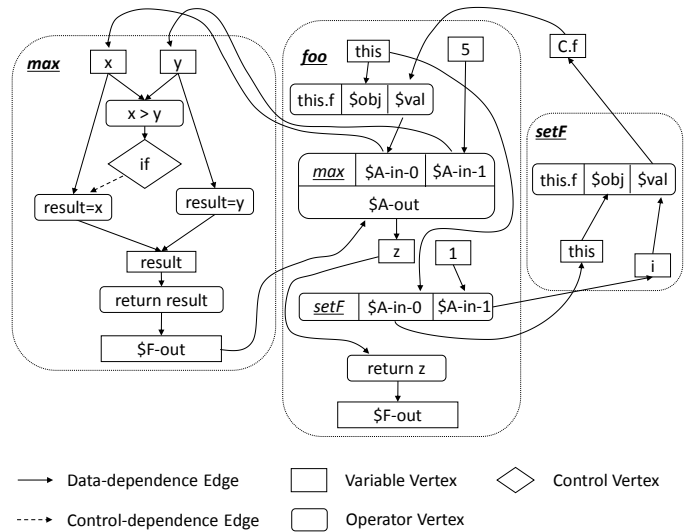 max
x
y
x > y
if
result=x
result=y
result
return result
$F-out
foo
this
5
this.f $obj $val
max $A-in-0 $A-in-1
$A-out
z
1
setF $A-in-0 $A-in-1
return z
$F-out
C.f
setF
this.f $obj $val
this
i
Data-dependence Edge
Variable Vertex
Control Vertex
Control-dependence Edge
Operator Vertex